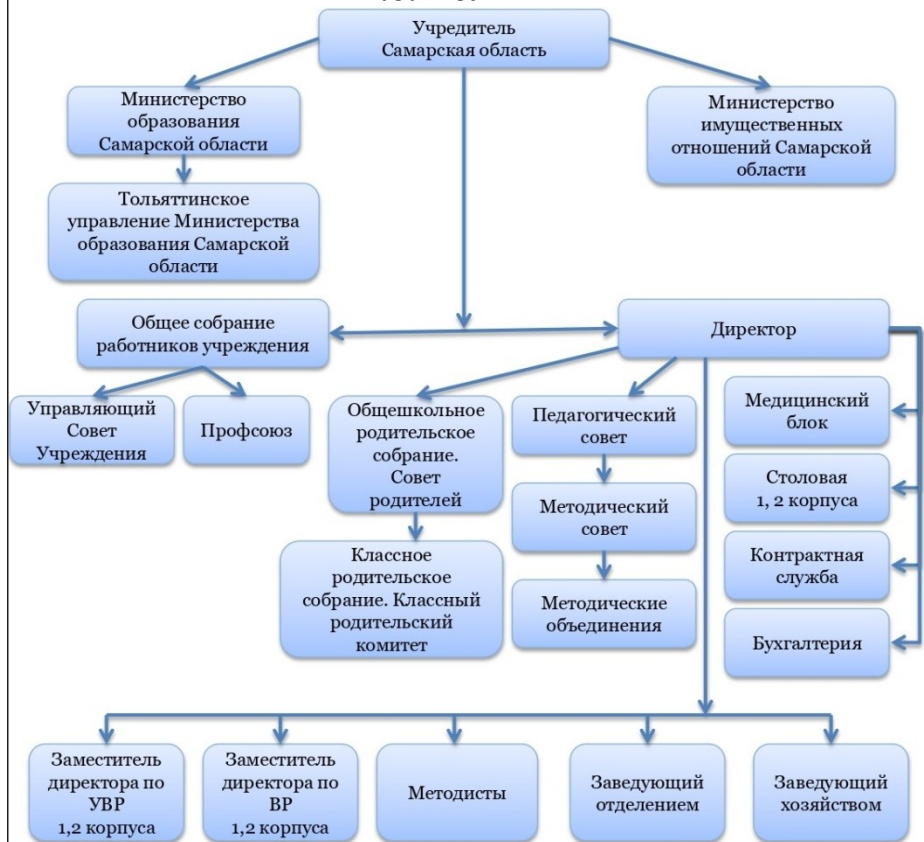 Учредитель
Самарская область
Министерство
образования
Самарской области
Министерство
имущественных
отношений Самарской
области
Тольяттинское
управление Министерства
образования Самарской
области
Общее собрание
работников учреждения
Директор
Управляющий
Совет
Учреждения
Профсоюз
Общешкольное
родительское
собрание.
Совет
родителей
Педагогический
совет
Медицинский
блок
Столовая
1, 2 корпуса
Методический
совет
Классное
родительское
собрание. Классный
родительский
комитет
Контрактная
служба
Методические
объединения
Бухгалтерия
Заместитель
директора по
УВР
1,2 корпуса
Заместитель
директора по
ВР
1,2 корпуса
Методисты
Заведующий
отделением
Заведующий
хозяйством